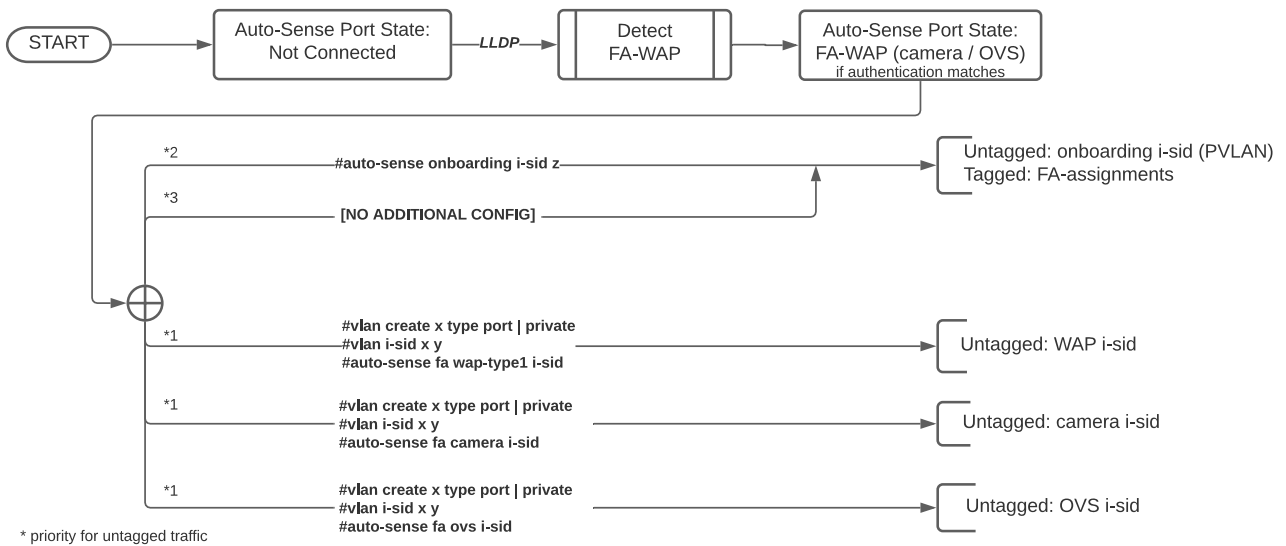 START
Auto-Sense Port State:
Not Connected
LLDP
Detect
FA-WAP
Auto-Sense Port State:
FA-WAP (camera / OVS)
if authentication matches
*2
#auto-sense onboarding i-sid z
Untagged: onboarding i-sid (PVLAN)
Tagged: FA-assignments
*3
[NO ADDITIONAL CONFIG]
*1
#vlan create x type port | private
#vlan i-sid x y
#auto-sense fa wap-type1 i-sid
Untagged: WAP i-sid
*1
#vlan create x type port | private
#vlan i-sid x y
#auto-sense fa camera i-sid
Untagged: camera i-sid
*1
#vlan create x type port | private
#vlan i-sid x y
#auto-sense fa ovs i-sid
Untagged: OVS i-sid
* priority for untagged traffic